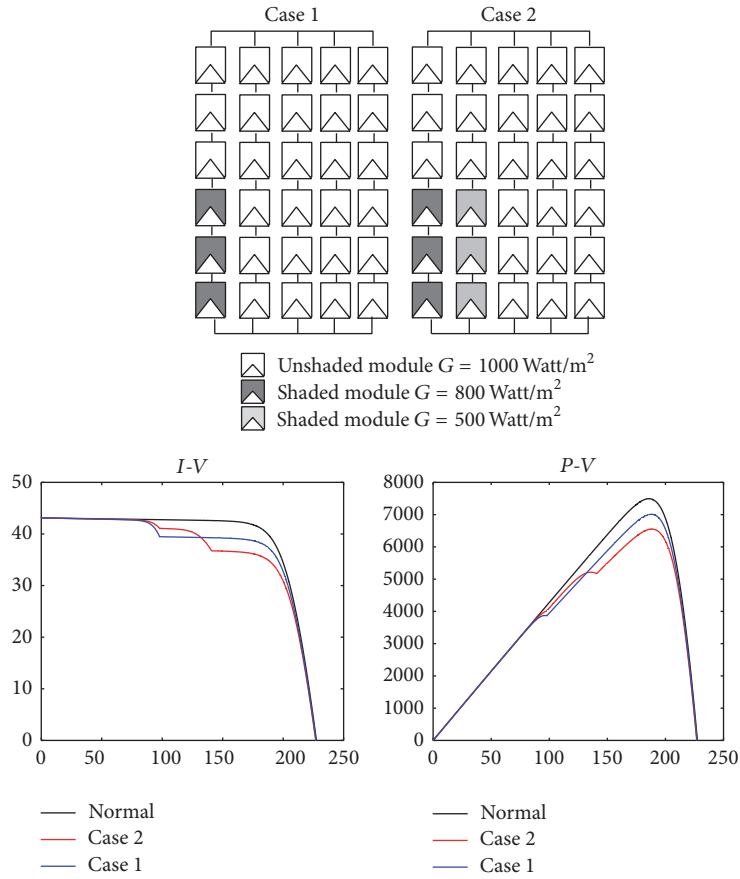 Case 1
Case 2
Unshaded module G = 1000 Watt/m²
Shaded module G = 800 Watt/m²
Shaded module G = 500 Watt/m²
I-V
50
40
30
20
10
0
0 50 100 150 200 250
Normal
Case 2
Case 1
P-V
8000
7000
6000
5000
4000
3000
2000
1000
0
0 50 100 150 200 250
Normal
Case 2
Case 1